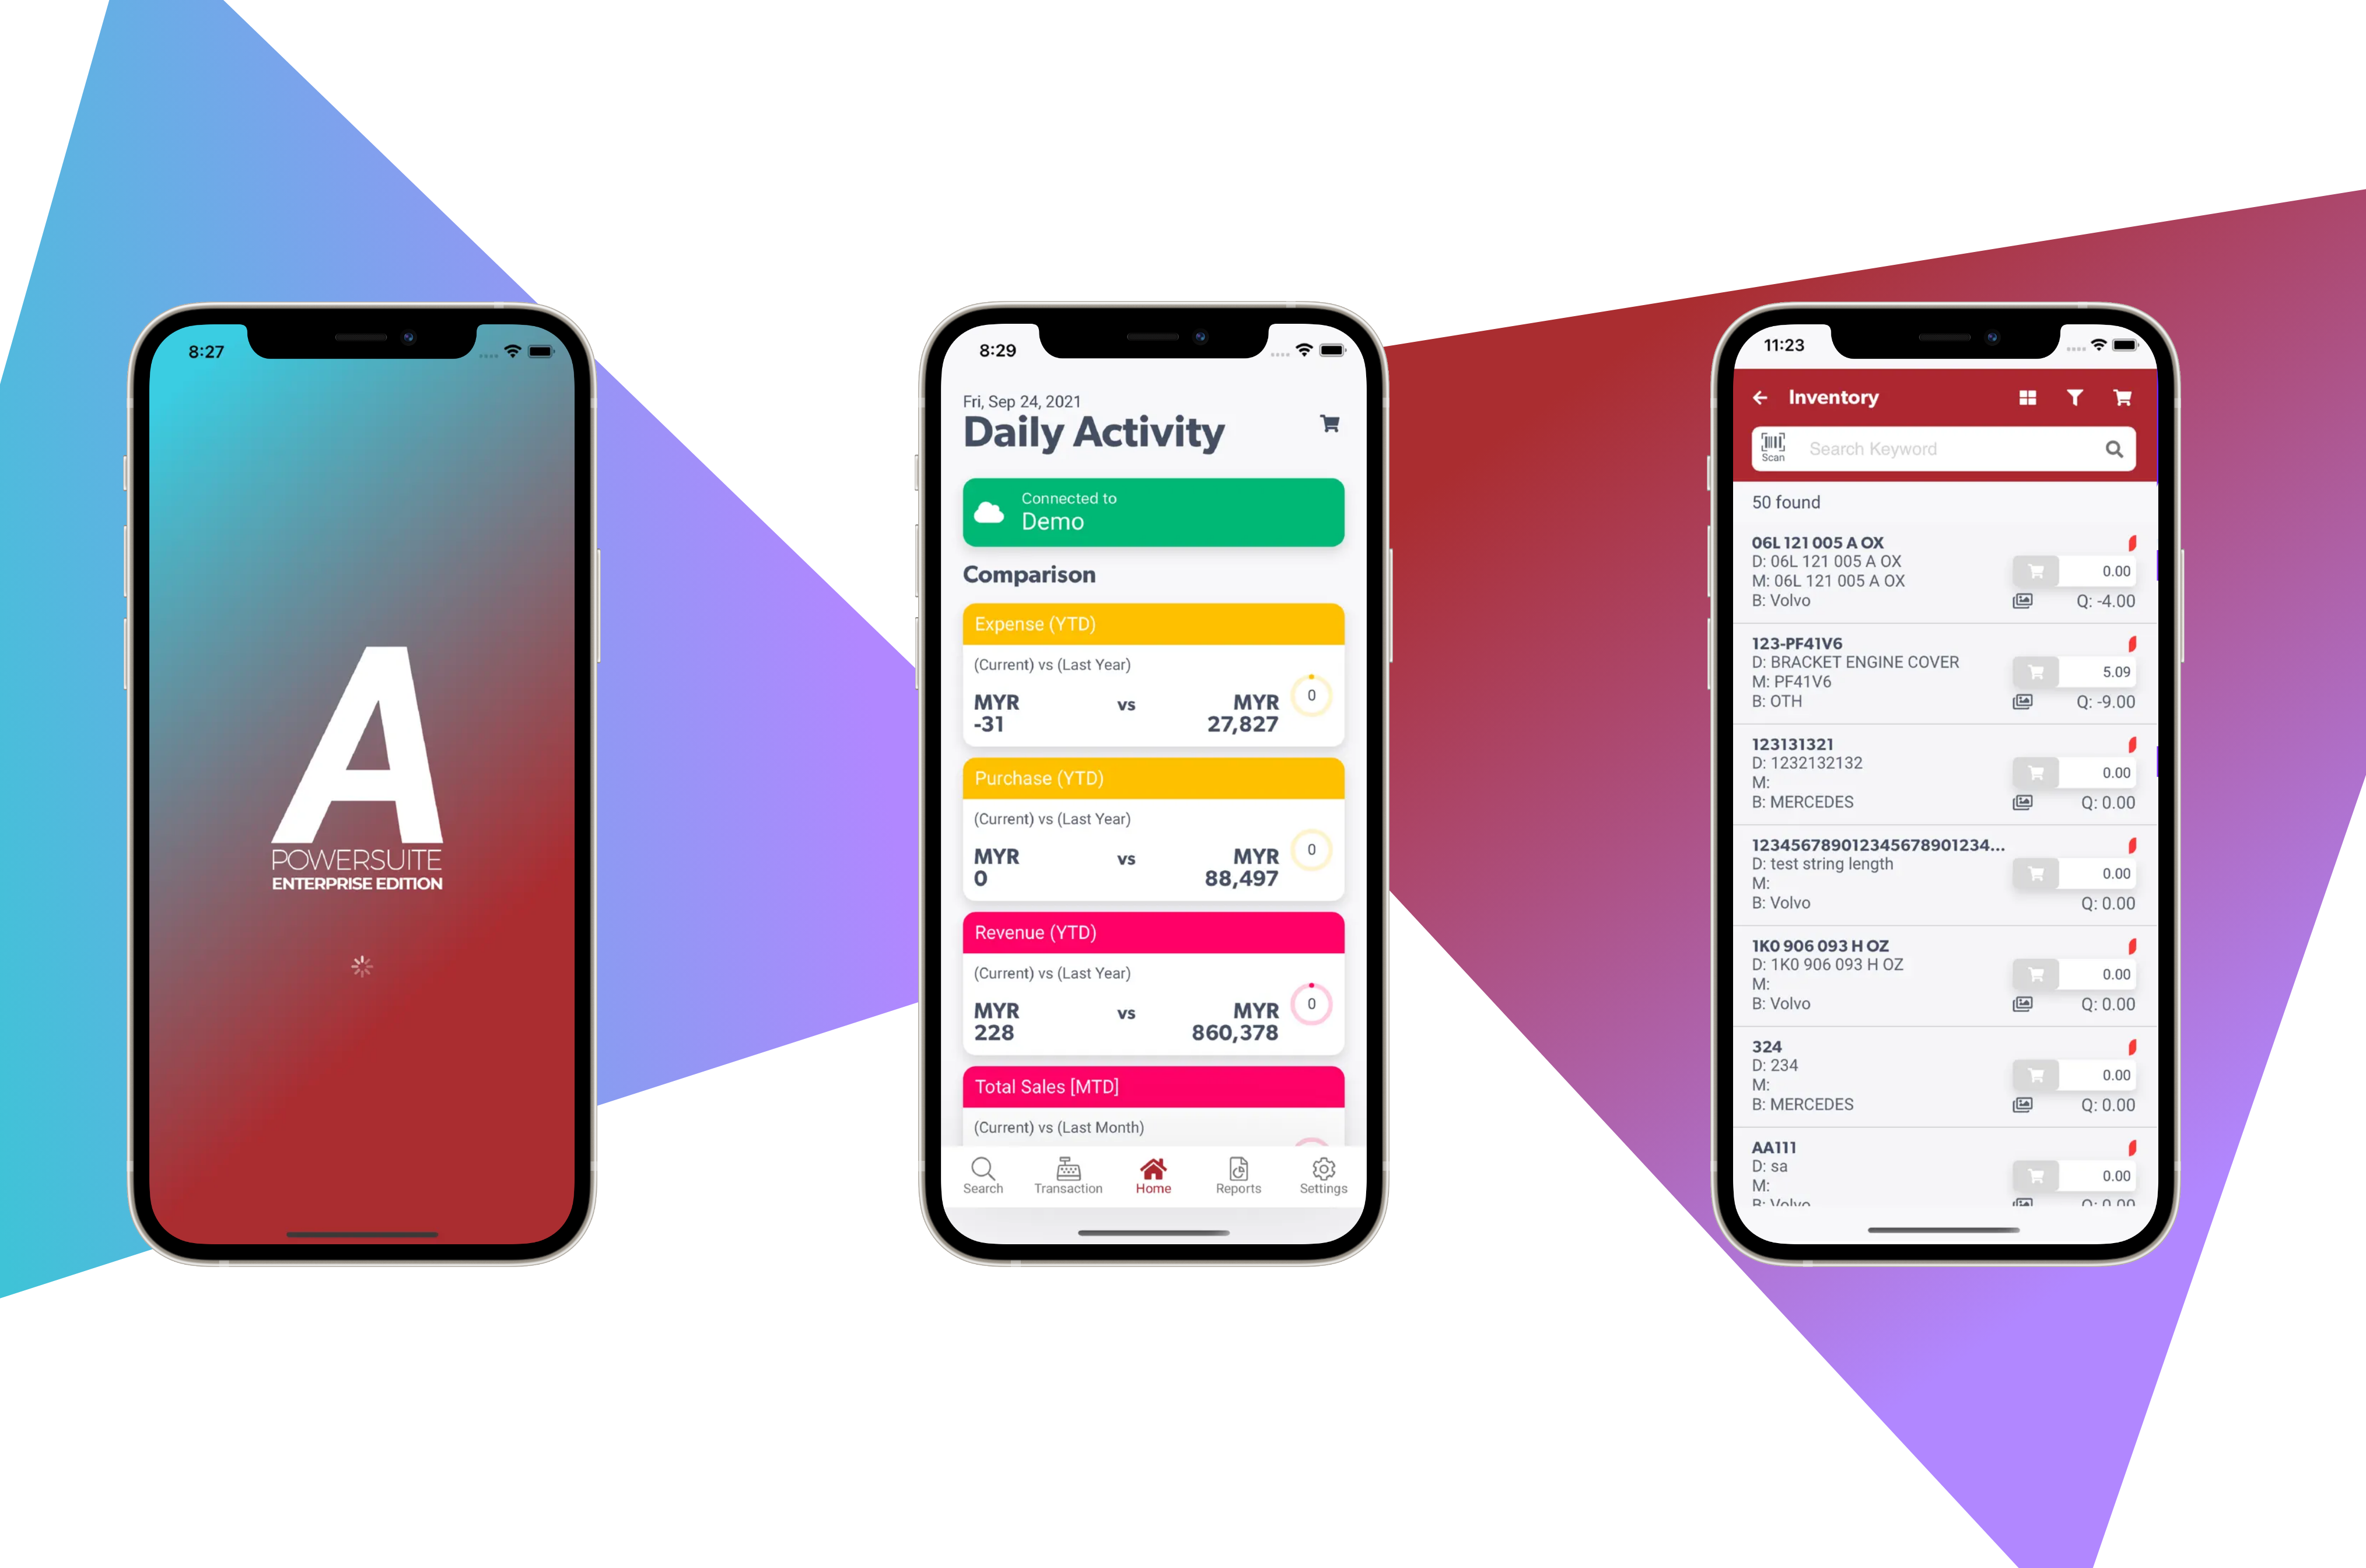 8:27
A
POWERSUITE
ENTERPRISE EDITION
8:29
Fri, Sep 24, 2021
Daily Activity
Connected to
Demo
Comparison
Expense (YTD)
(Current) vs (Last Year)
MYR vs MYR 0
-31 27,827
Purchase (YTD)
(Current) vs (Last Year)
MYR vs MYR 0
0 88,497
Revenue (YTD)
(Current) vs (Last Year)
MYR vs MYR 0
228 860,378
Total Sales [MTD]
(Current) vs (Last Month)
Search Transaction Home Reports Settings
11:23
Inventory
Scan Search Keyword
50 found
06L 121 005 A OX
D: 06L 121 005 A OX 0.00
M: 06L 121 005 A OX
B: Volvo Q: -4.00
123-PF41V6
D: BRACKET ENGINE COVER 5.09
M: PF41V6
B: OTH Q: -9.00
123131321
D: 1232132132 0.00
M:
B: MERCEDES Q: 0.00
123456789012345678901234...
D: test string length 0.00
M:
B: Volvo Q: 0.00
1K0 906 093 H OZ
D: 1K0 906 093 H OZ 0.00
M:
B: Volvo Q: 0.00
324
D: 234 0.00
M:
B: MERCEDES Q: 0.00
AA111
D: sa 0.00
M:
B: Volvo Q: 0.00